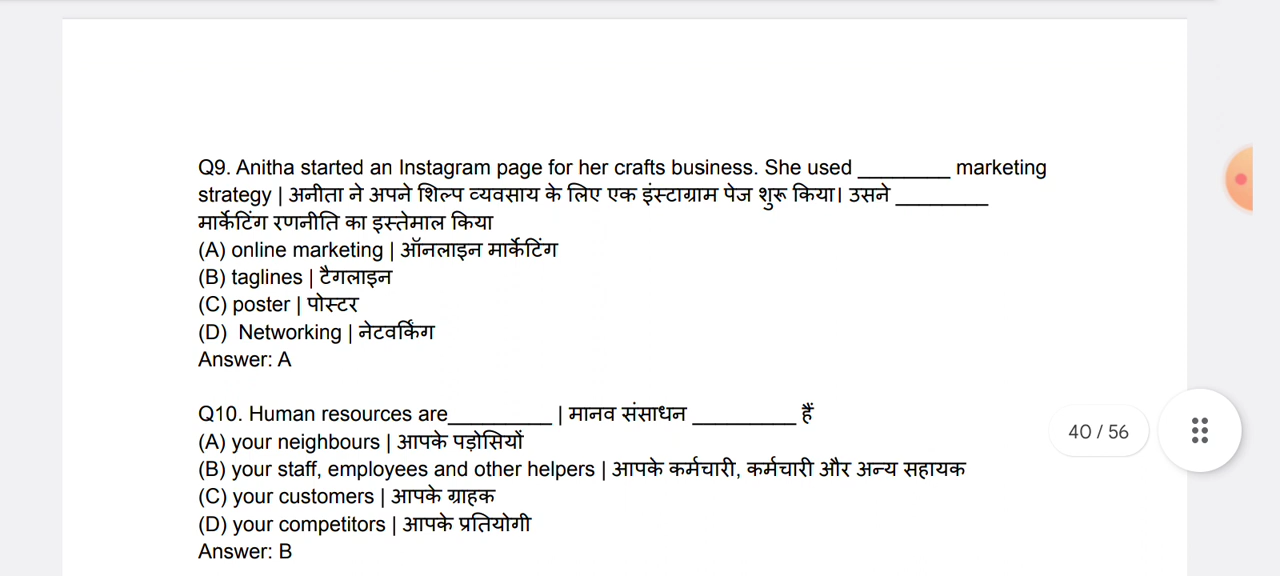 Q9. Anitha started an Instagram page for her crafts business. She used ________ marketing
strategy | अनीता ने अपने शिल्प व्यवसाय के लिए एक इंस्टाग्राम पेज शुरू किया। उसने ________
मार्केटिंग रणनीति का इस्तेमाल किया
(A) online marketing | ऑनलाइन मार्केटिंग
(B) taglines | टैगलाइन
(C) poster | पोस्टर
(D)  Networking | नेटवर्किंग
Answer: A
Q10. Human resources are_________ | मानव संसाधन _________ हैं
(A) your neighbours | आपके पड़ोसियों
40 / 56
(B) your staff, employees and other helpers | आपके कर्मचारी, कर्मचारी और अन्य सहायक
(C) your customers | आपके ग्राहक
(D) your competitors | आपके प्रतियोगी
Answer: B